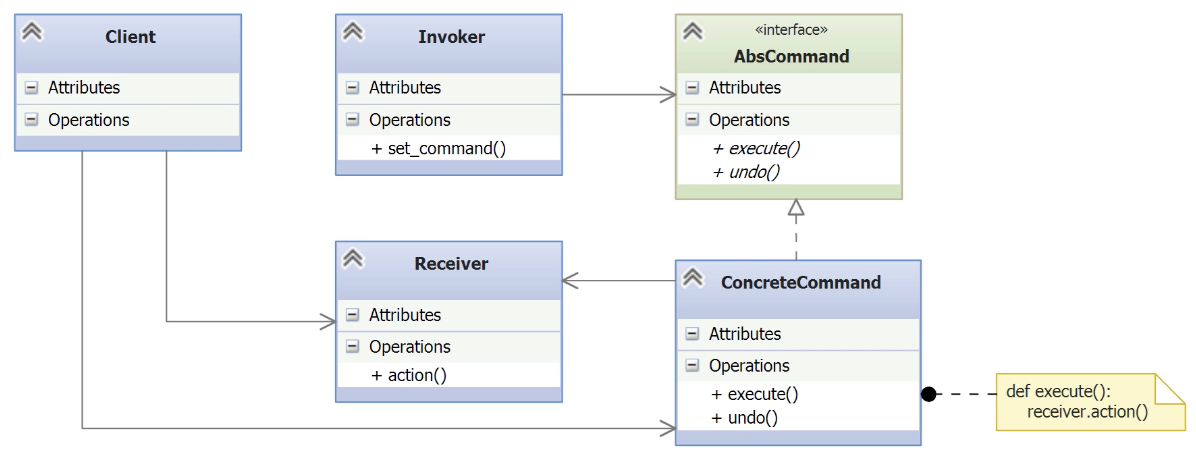 Client
Attributes
Operations
Invoker
Attributes
Operations
+ set_command()
«interface»
AbsCommand
Attributes
Operations
+ execute()
+ undo()
Receiver
Attributes
Operations
+ action()
ConcreteCommand
Attributes
Operations
+ execute()
+ undo()
def execute():
receiver.action()